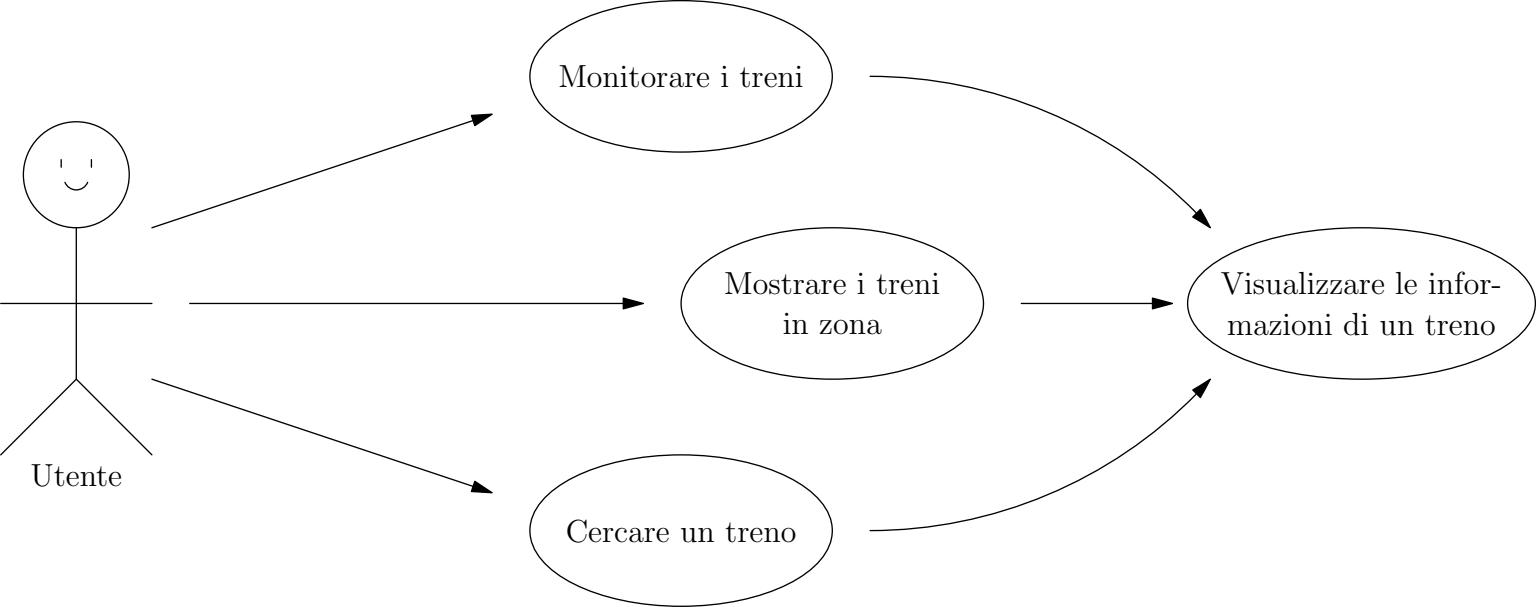 Monitorare i treni
Mostrare i treni
in zona
Visualizzare le infor-
mazioni di un treno
Utente
Cercare un treno